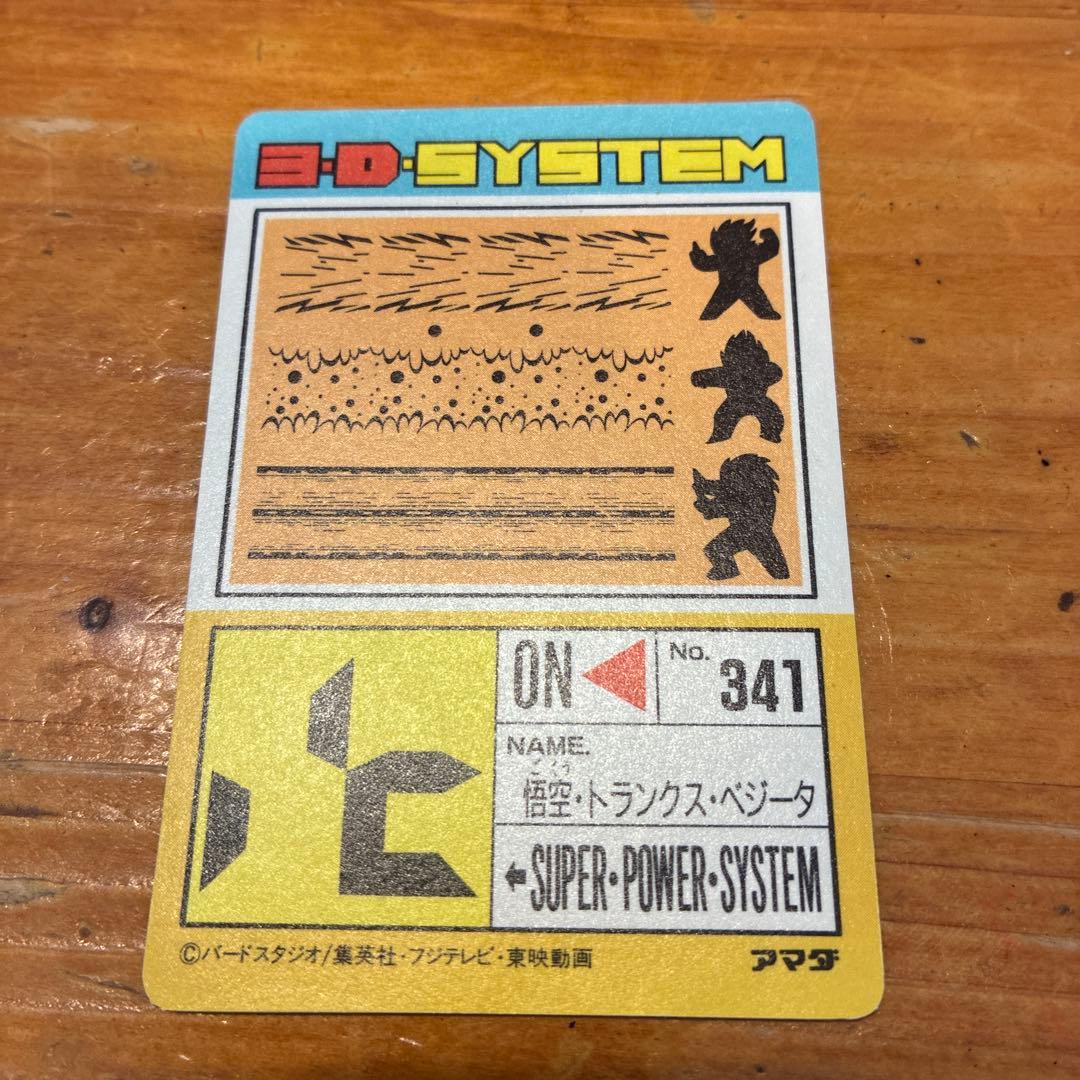 3·D·SYSTEM
ON
No. 341
NAME.
ごくう
悟空・トランクス・ベジータ
←SUPER・POWER・SYSTEM
©バードスタジオ/集英社・フジテレビ・東映動画
アマダ